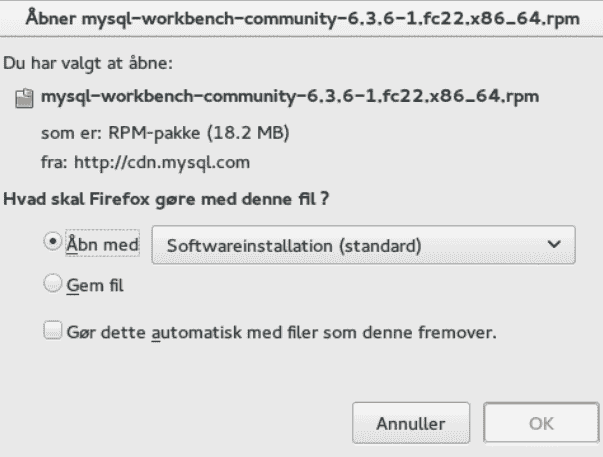 Åbner mysql-workbench-community-6.3.6-1.fc22.x86_64.rpm
Du har valgt at åbne:
mysql-workbench-community-6.3.6-1.fc22.x86_64.rpm
som er: RPM-pakke (18.2 MB)
fra: http://cdn.mysql.com
Hvad skal Firefox gøre med denne fil?
Åbn med Softwareinstallation (standard)
Gem fil
Gør dette automatisk med filer som denne fremover.
Annuller OK